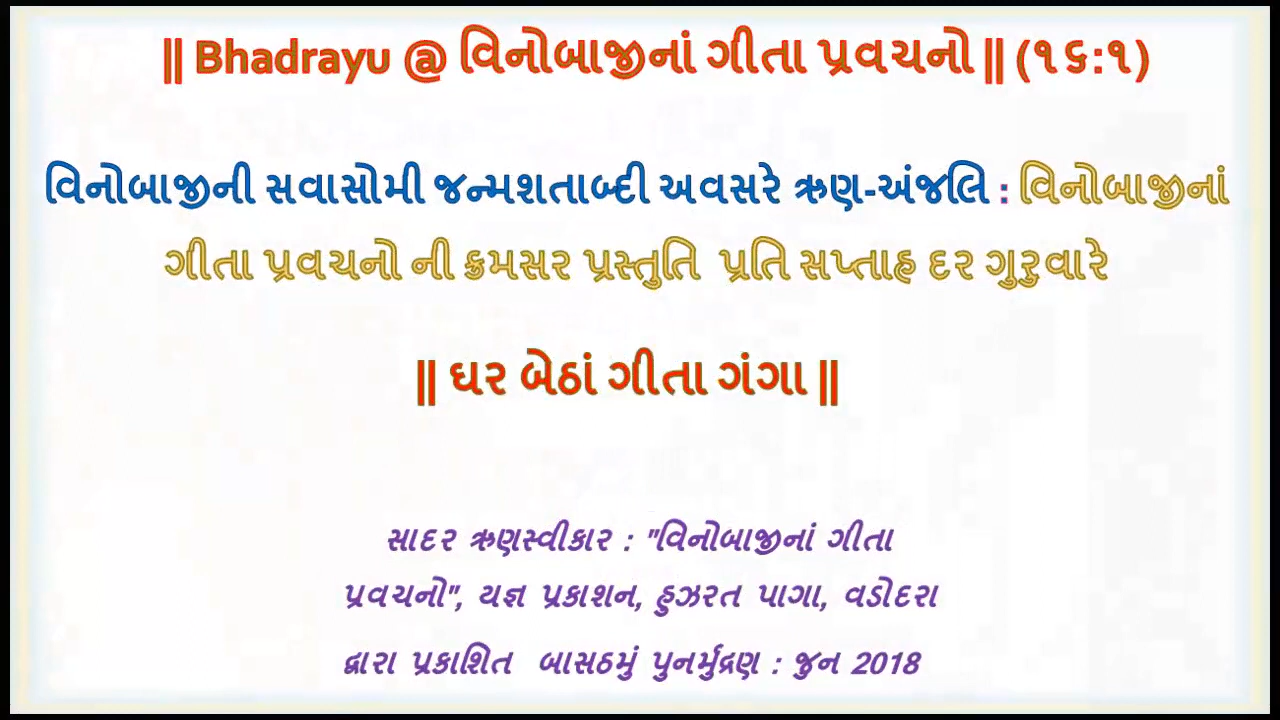 || Bhadrayu @ વિનોબાજીનાં ગીતા પ્રવચનો || (૧૬:૧)
વિનોબાજીની સવાસોમી જન્મશતાબ્દી અવસરે ઋણ-અંજલિ : વિનોબાજીનાં
ગીતા પ્રવચનો ની ક્રમસર પ્રસ્તુતિ પ્રતિ સપ્તાહ દર ગુરુવારે
|| ઘર બેઠાં ગીતા ગંગા ||
સાદર ઋણસ્વીકાર : "વિનોબાજીનાં ગીતા
પ્રવચનો", યજ્ઞ પ્રકાશન, હુઝરત પાગા, વડોદરા
દ્વારા પ્રકાશિત બાસઠમું પુનર્મુદ્રણ : જુન 2018